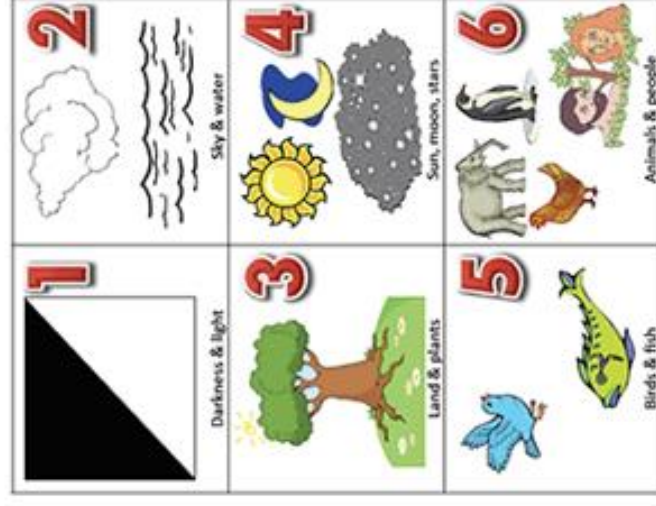 1
Darkness & light
2
Sky & water
3
Land & plants
4
Sun, moon, stars
5
Birds & fish
6
Animals & people